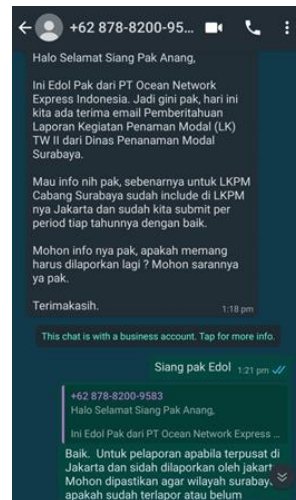 +62 878-8200-95...
Halo Selamat Siang Pak Anang,
Ini Edol Pak dari PT Ocean Network
Express Indonesia. Jadi gini pak, hari ini
kita ada terima email Pemberitahuan
Laporan Kegiatan Penaman Modal (LK)
TW II dari Dinas Penanaman Modal
Surabaya.
Mau info nih pak, sebenarnya untuk LKPM
Cabang Surabaya sudah include di LKPM
nya Jakarta dan sudah kita submit per
period tiap tahunnya dengan baik.
Mohon info nya pak, apakah memang
harus dilaporkan lagi ? Mohon sarannya
ya pak.
Terimakasih.
1:18 pm
This chat is with a business account. Tap for more info.
Siang pak Edol 1:21 pm
+62 878-8200-9583
Halo Selamat Siang Pak Anang,
Ini Edol Pak dari PT Ocean Network Express ...
Baik. Untuk pelaporan apabila terpusat di
Jakarta dan sidah dilaporkan oleh jakarta
Mohon dipastikan agar wilayah surabaya
apakah sudah terlapor atau belum